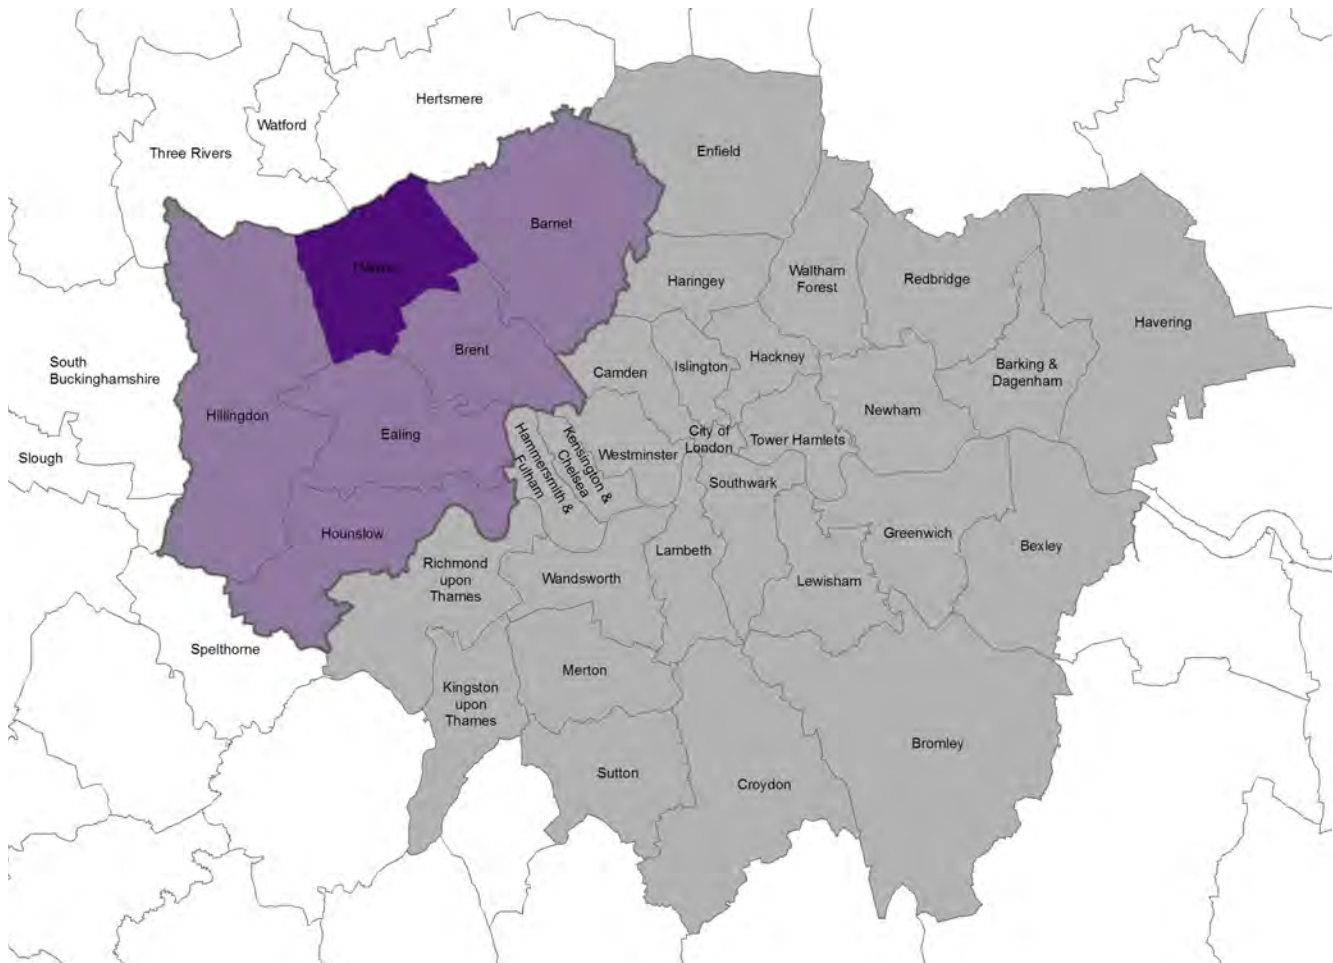 Hertsmere
Watford
Three Rivers
Enfield
Barnet
Haringey
Waltham
Forest
Redbridge
Havering
South
Buckinghamshire
Brent
Camden
Islington
Hackney
Barking &
Dagenham
Hillingdon
Ealing
Newham
Slough
Hammersmith &
Fulham
Kensington &
Chelsea
Westminster
City of
London
Tower Hamlets
Southwark
Hounslow
Greenwich
Bexley
Richmond
upon
Thames
Wandsworth
Lambeth
Lewisham
Spelthorne
Kingston
upon
Thames
Merton
Sutton
Croydon
Bromley